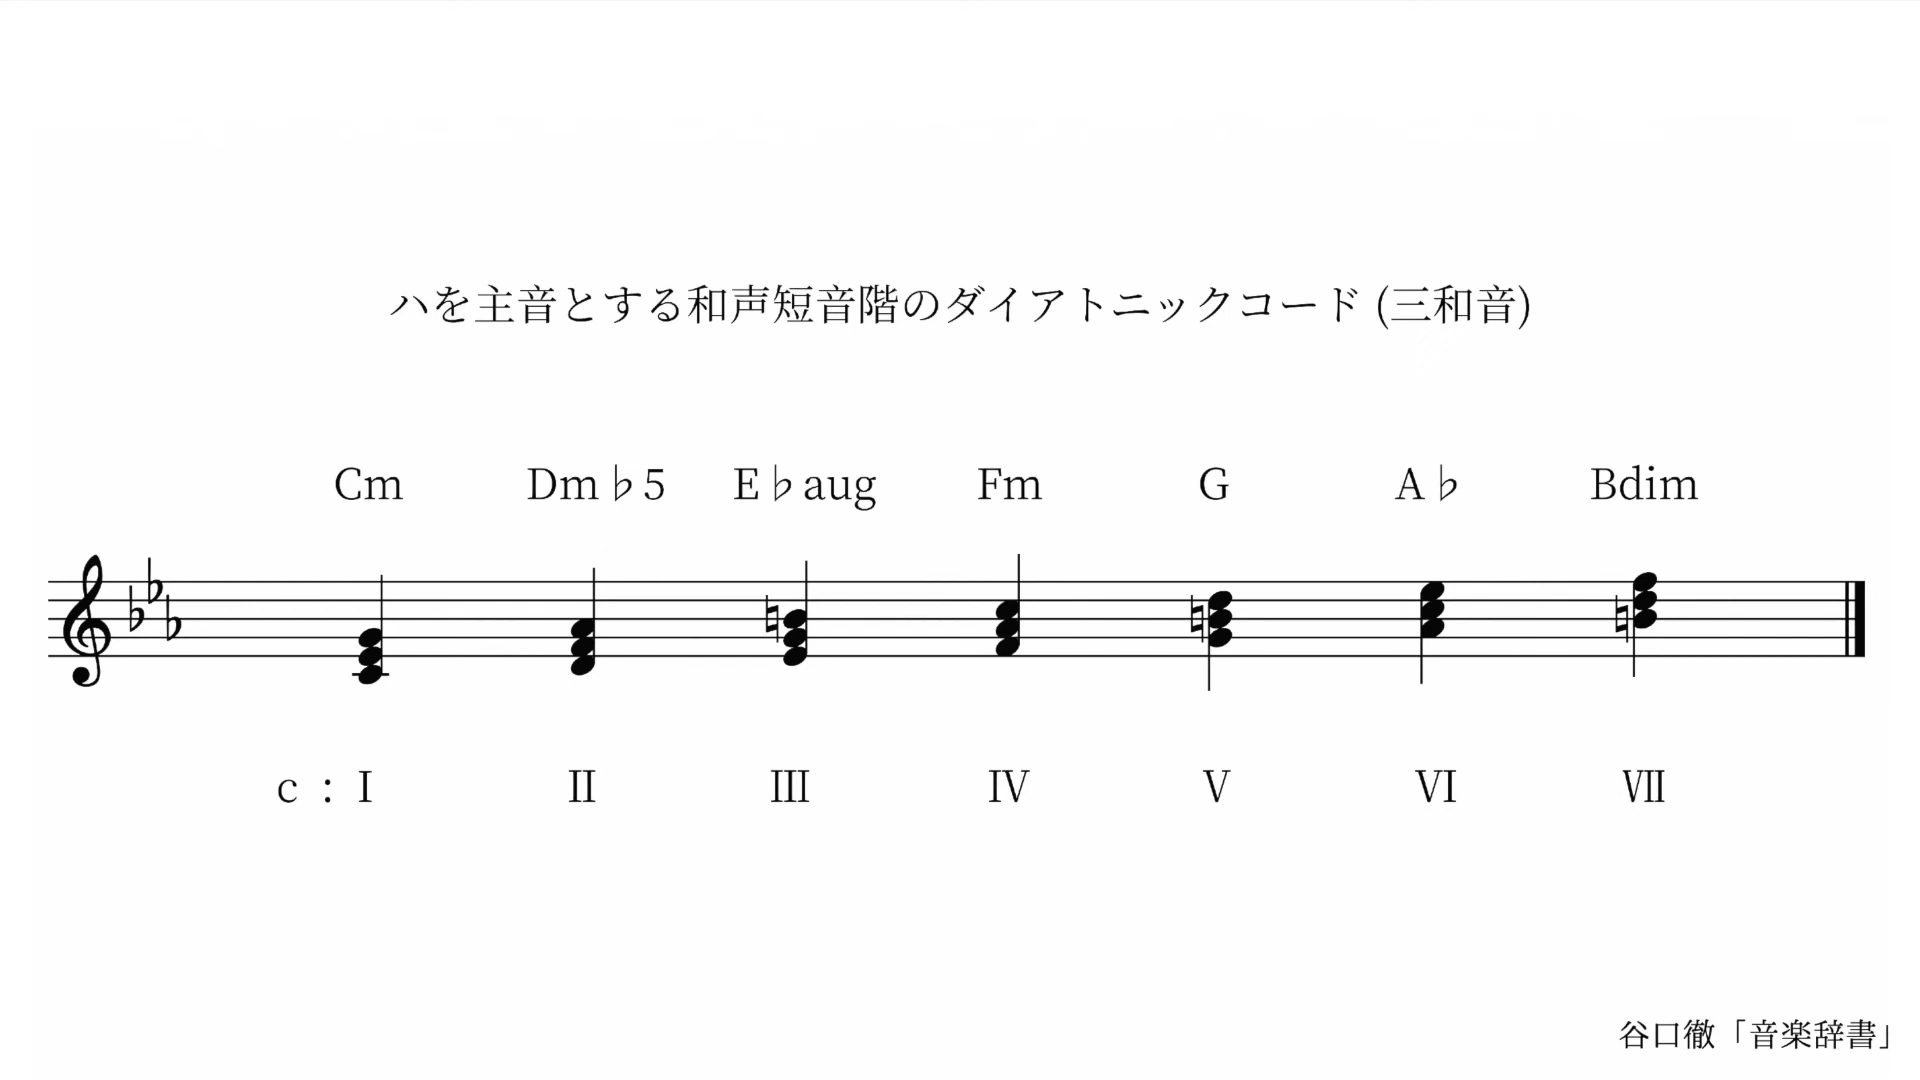 ハを主音とする和声短音階のダイアトニックコード (三和音)
Cm Dm♭5 E♭aug Fm G A♭ Bdim
c : Ⅰ Ⅱ Ⅲ Ⅳ Ⅴ Ⅵ Ⅶ
谷口徹「音楽辞書」